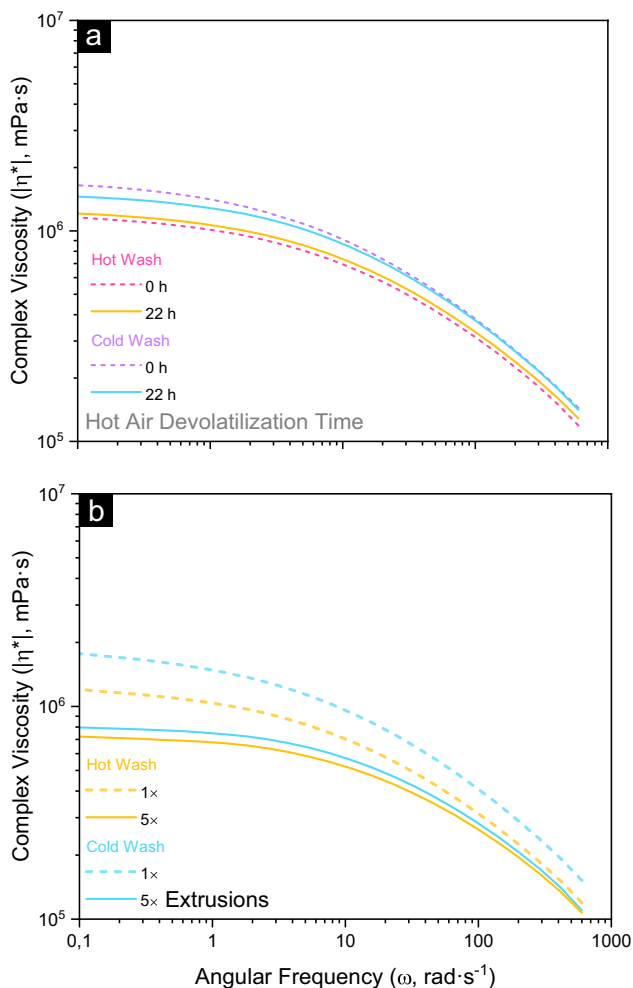 a
10⁷
10⁶
10⁵
Complex Viscosity (|η*|, mPa·s)
Hot Wash
0 h
22 h
Cold Wash
0 h
22 h
Hot Air Devolatilization Time
b
10⁷
10⁶
10⁵
Complex Viscosity (|η*|, mPa·s)
Hot Wash
1×
5×
Cold Wash
1×
5× Extrusions
0,1 1 10 100 1000
Angular Frequency (ω, rad·s⁻¹)